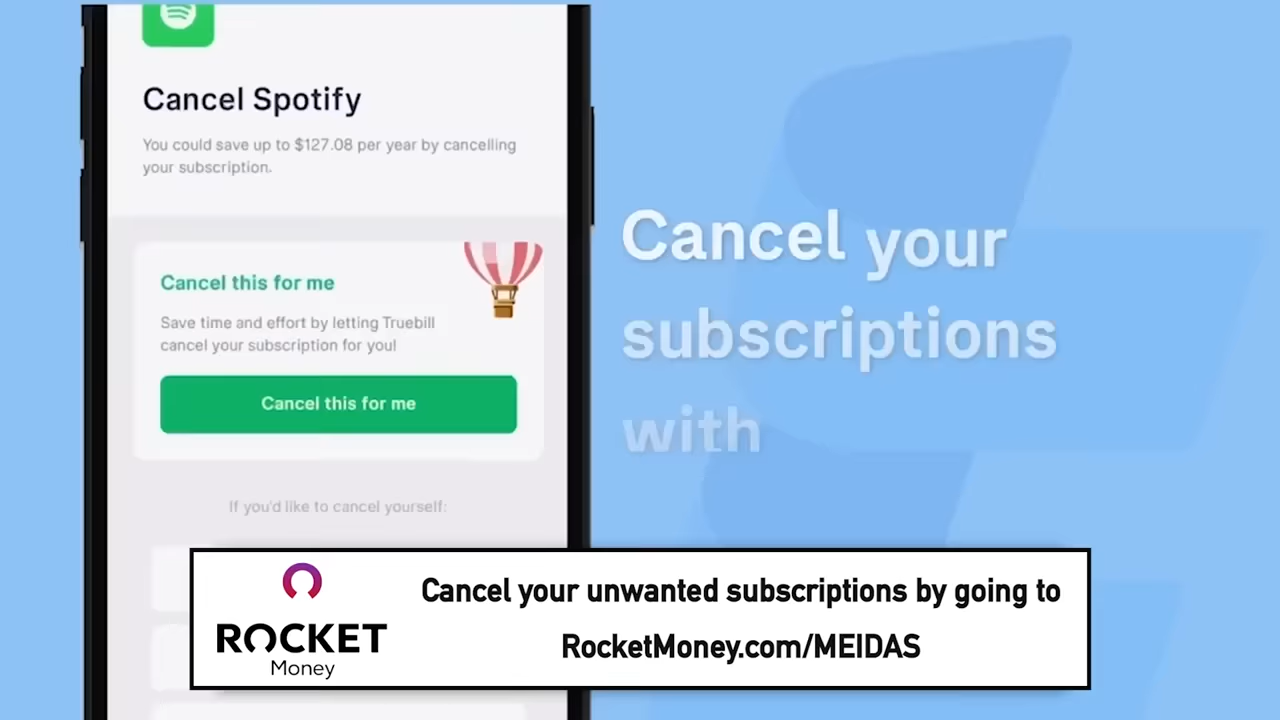 Cancel Spotify
You could save up to $127.08 per year by cancelling
your subscription.
Cancel this for me
Save time and effort by letting Truebill
cancel your subscription for you!
Cancel this for me
If you'd like to cancel yourself:
Cancel your
subscriptions
with
ROCKET
Money
Cancel your unwanted subscriptions by going to
RocketMoney.com/MEIDAS